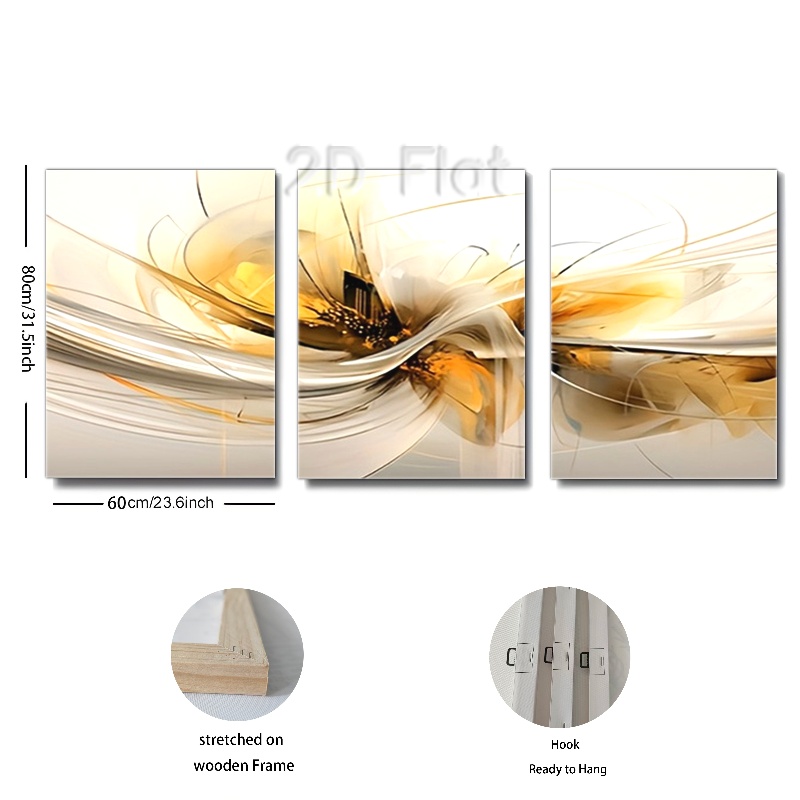 2D Flat
80cm/31.5inch
60cm/23.6inch
stretched on
wooden Frame
Hook
Ready to Hang